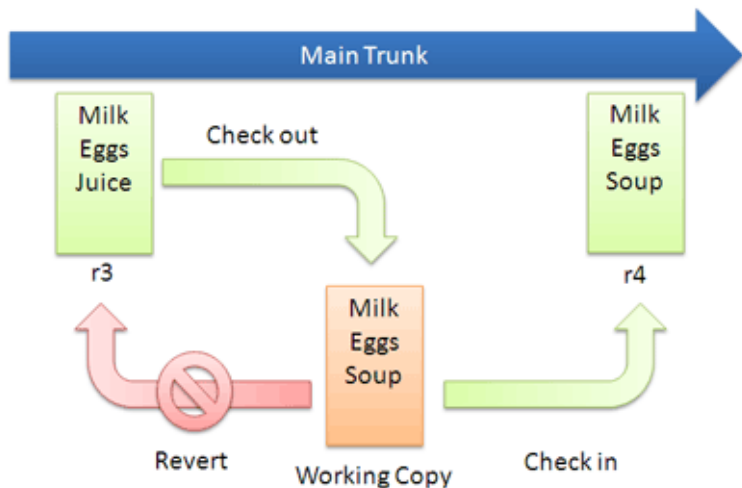 Main Trunk
Milk
Eggs
Juice
r3
Check out
Milk
Eggs
Soup
r4
Milk
Eggs
Soup
Working Copy
Revert
Check in